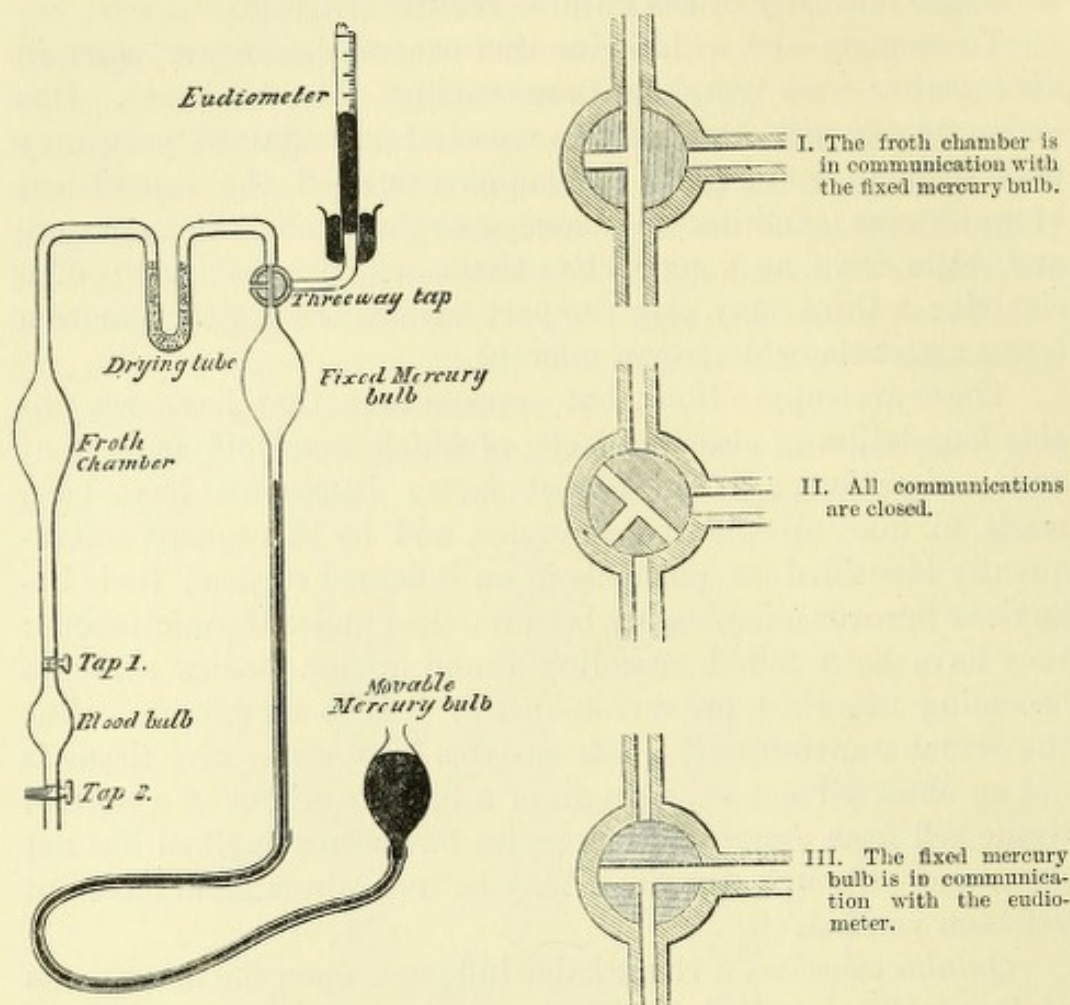 Eudiometer
Threeway tap
Drying tube
Fixed Mercury
bulb
Froth
Chamber
Tap 1.
Blood bulb
Tap 2.
Movable
Mercury bulb
I. The froth chamber is
in communication with
the fixed mercury bulb.
II. All communications
are closed.
III. The fixed mercury
bulb is in communica-
tion with the eudio-
meter.